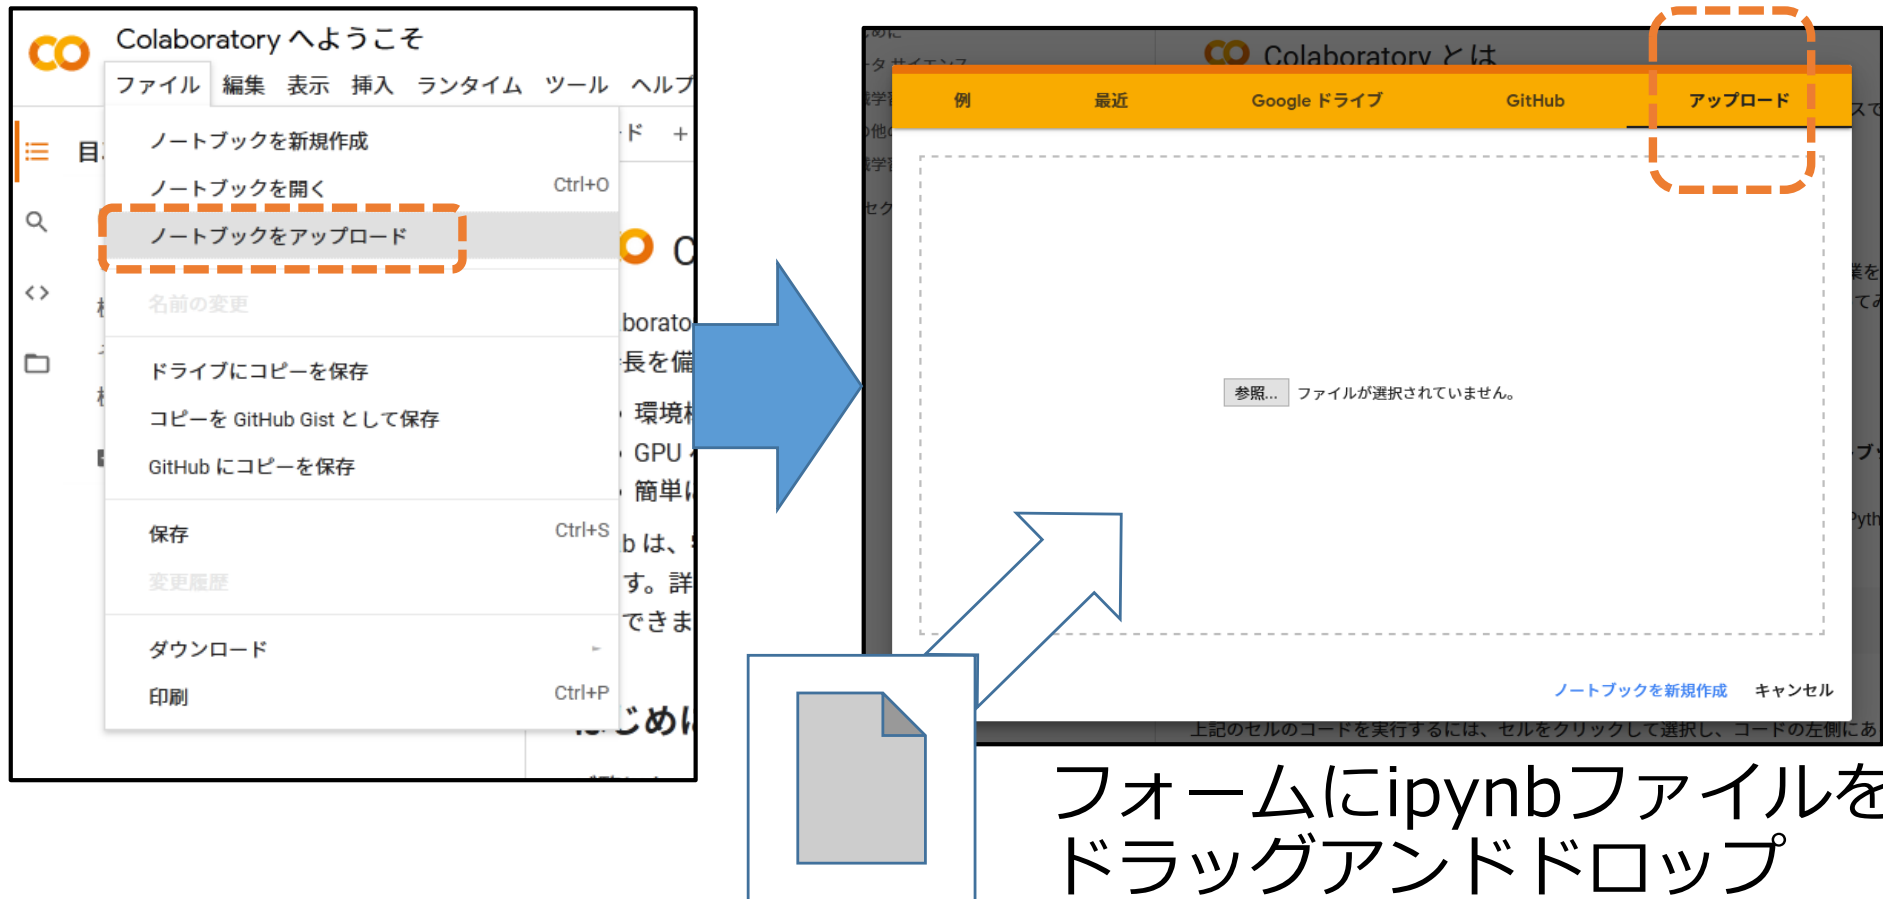 Colaboratory へようこそ
ファイル 編集 表示 挿入 ランタイム ツール ヘルプ
ノートブックを新規作成
ノートブックを開く Ctrl+O
ノートブックをアップロード
名前の変更
ドライブにコピーを保存
コピーを GitHub Gist として保存
GitHub にコピーを保存
保存 Ctrl+S
変更履歴
ダウンロード
印刷 Ctrl+P
目
ド +
borato
長を備
環境
GPU
簡単に
b は、
す。詳
できま
じめに
Colaboratory とは
例 最近 Google ドライブ GitHub アップロード
参照... ファイルが選択されていません。
ノートブックを新規作成 キャンセル
上記のセルのコードを実行するには、セルをクリックして選択し、コードの左側にあ
フォームにipynbファイルを
ドラッグアンドドロップ